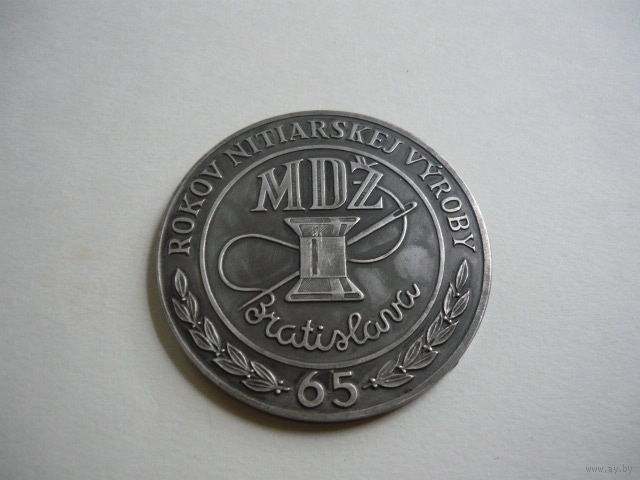 ROKOV NITIARSKEJ VÝROBY
MDŽ
Bratislava
65
www.ay.by